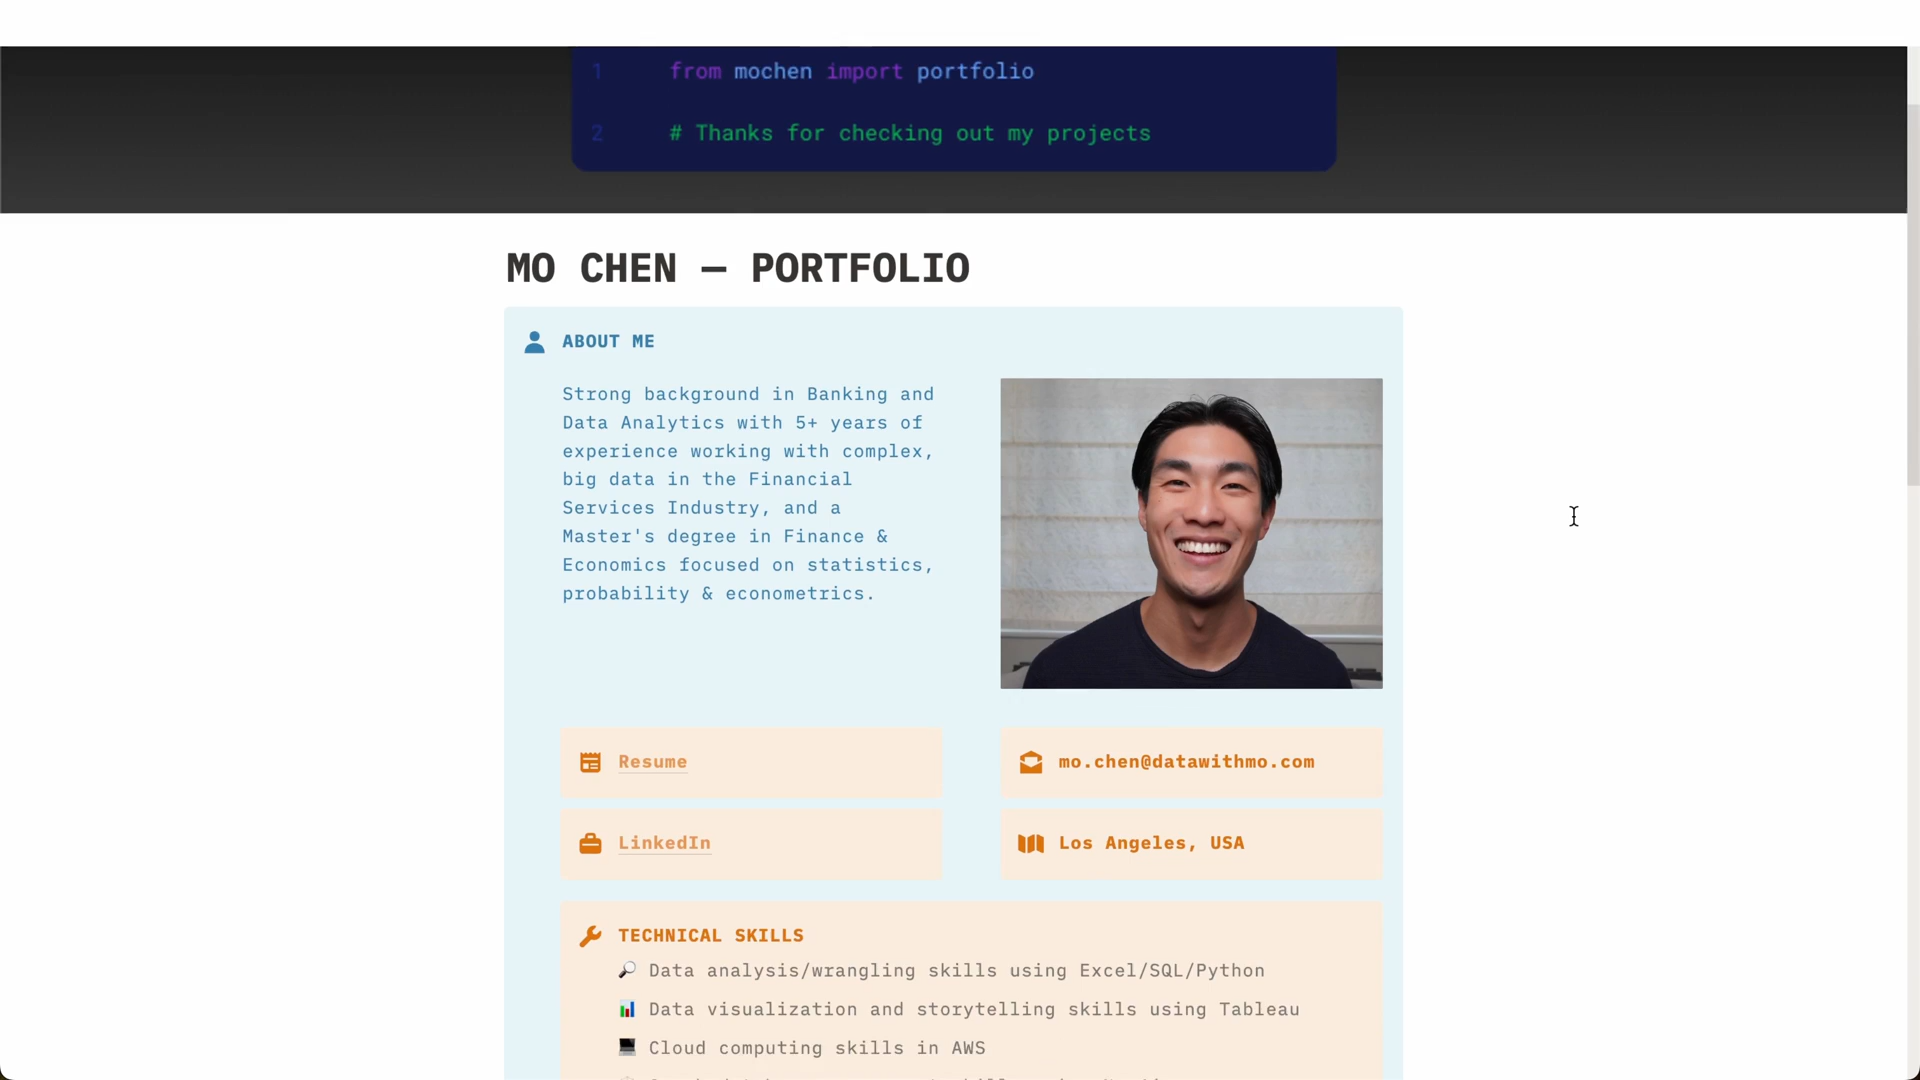 1 from mochen import portfolio
2 # Thanks for checking out my projects
MO CHEN — PORTFOLIO
ABOUT ME
Strong background in Banking and
Data Analytics with 5+ years of
experience working with complex,
big data in the Financial
Services Industry, and a
Master's degree in Finance &
Economics focused on statistics,
probability & econometrics.
Resume
mo.chen@datawithmo.com
LinkedIn
Los Angeles, USA
TECHNICAL SKILLS
Data analysis/wrangling skills using Excel/SQL/Python
Data visualization and storytelling skills using Tableau
Cloud computing skills in AWS